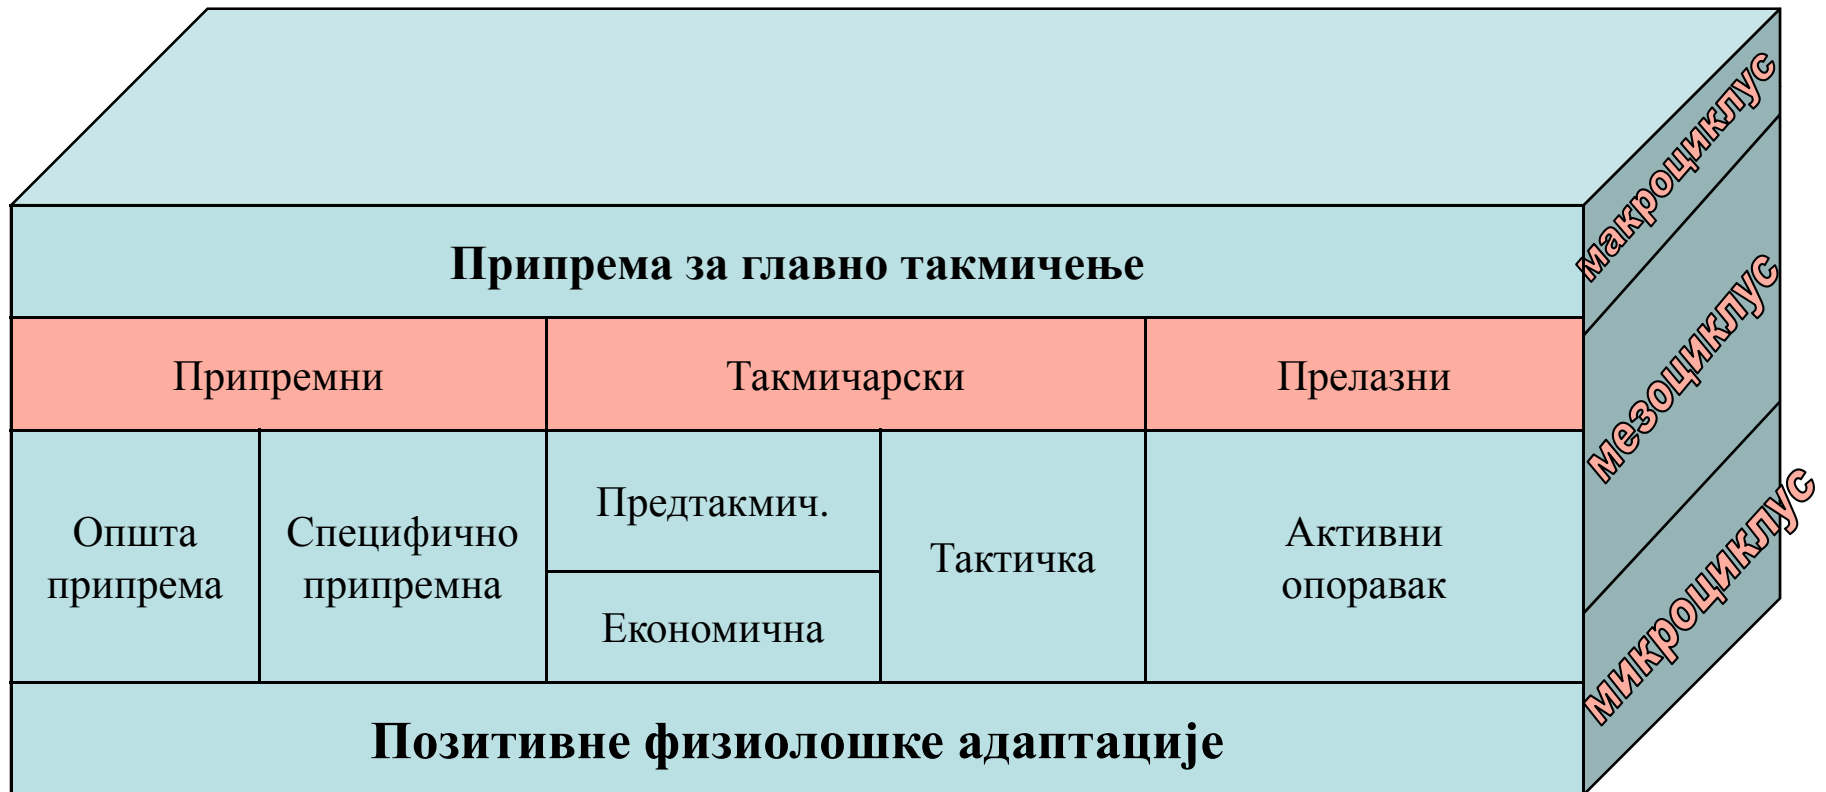 Припрема за главно такмичење
Припремни
Такмичарски
Прелазни
Општа
припрема
Специфично
припремна
Предтакмич.
Економична
Тактичка
Активни
опоравак
Позитивне физиолошке адаптације
макроциклус
мезоциклус
микроциклус